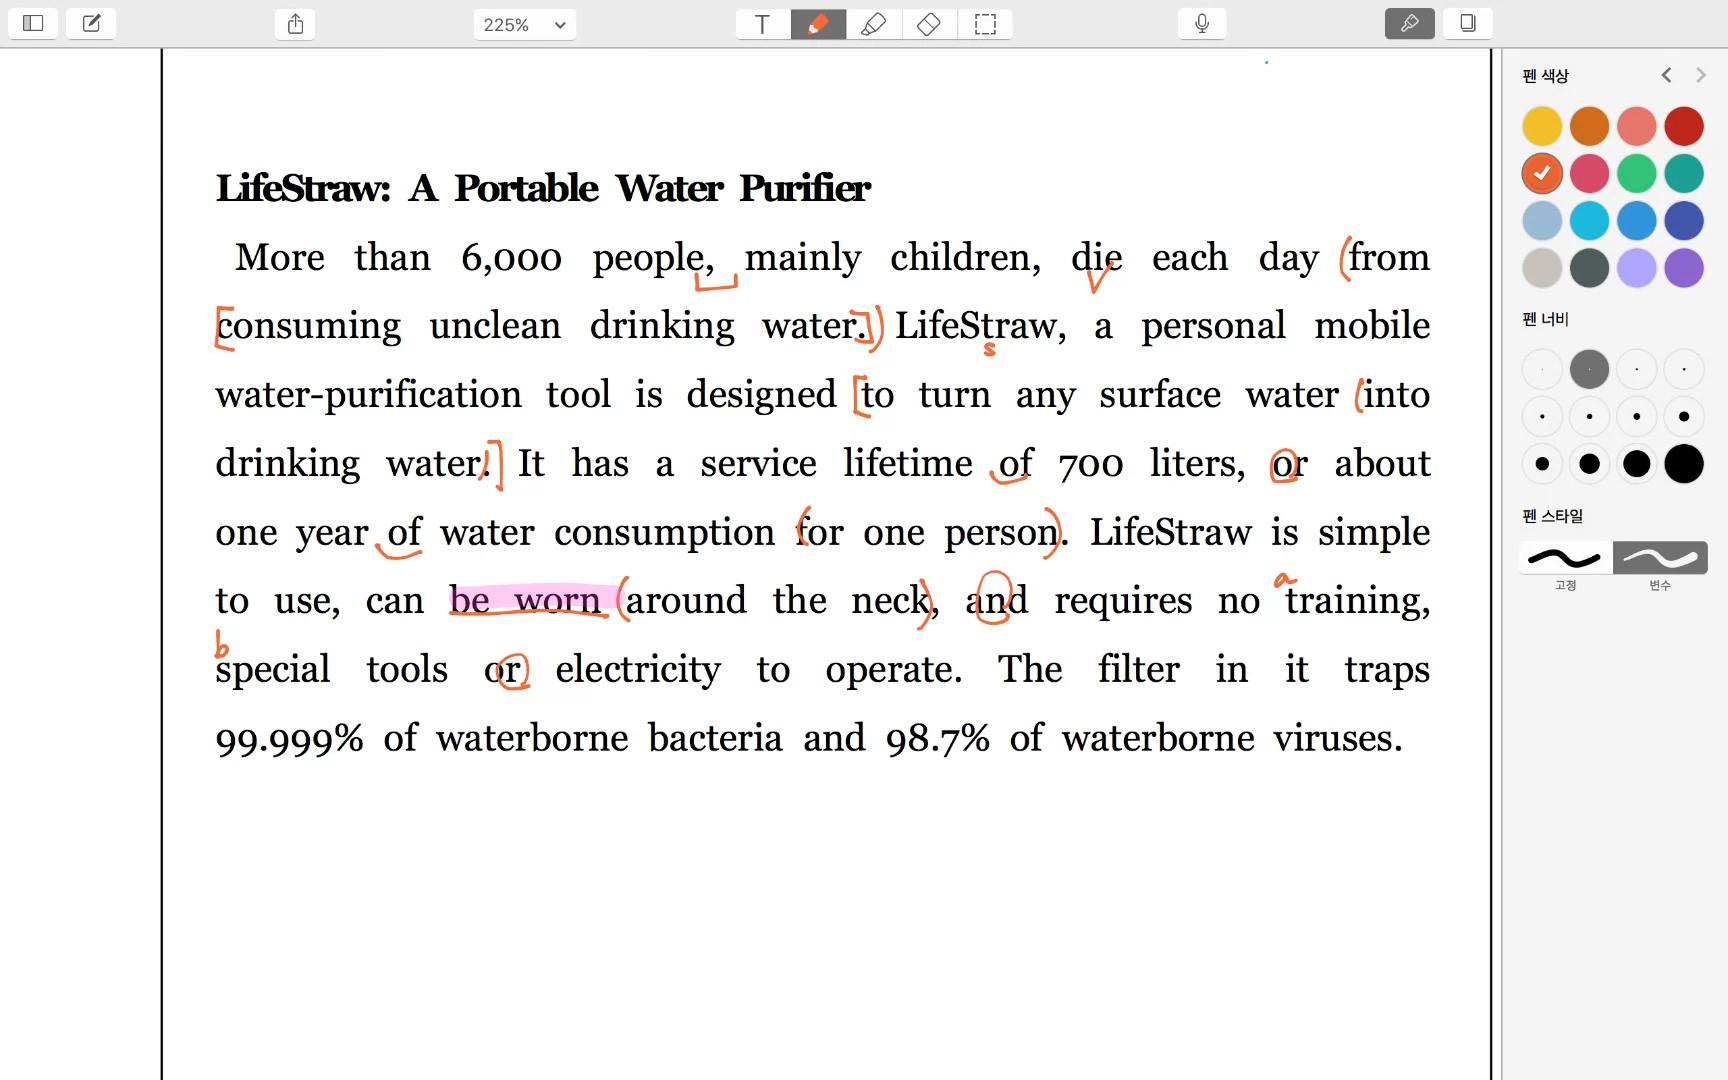 225%
T
펜 색상
LifeStraw: A Portable Water Purifier
More than 6,000 people, mainly children, die each day (from
V
[consuming unclean drinking water.]) LifeStraw, a personal mobile
s
water-purification tool is designed [to turn any surface water (into
drinking water.)] It has a service lifetime of 700 liters, or about
one year of water consumption (for one person). LifeStraw is simple
a
to use, can be worn (around the neck), and requires no training,
b
special tools or electricity to operate. The filter in it traps
99.999% of waterborne bacteria and 98.7% of waterborne viruses.
펜 너비
펜 스타일
고정 변수